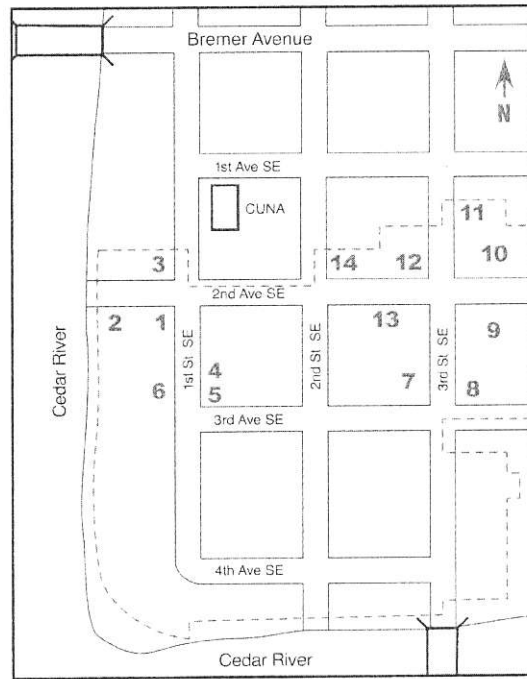 Bremer Avenue
N
1st Ave SE
CUNA
11
3
14
12
10
2nd Ave SE
2
1
13
9
1st St SE
2nd St SE
3rd St SE
Cedar River
4
6
7
5
8
3rd Ave SE
4th Ave SE
Cedar River